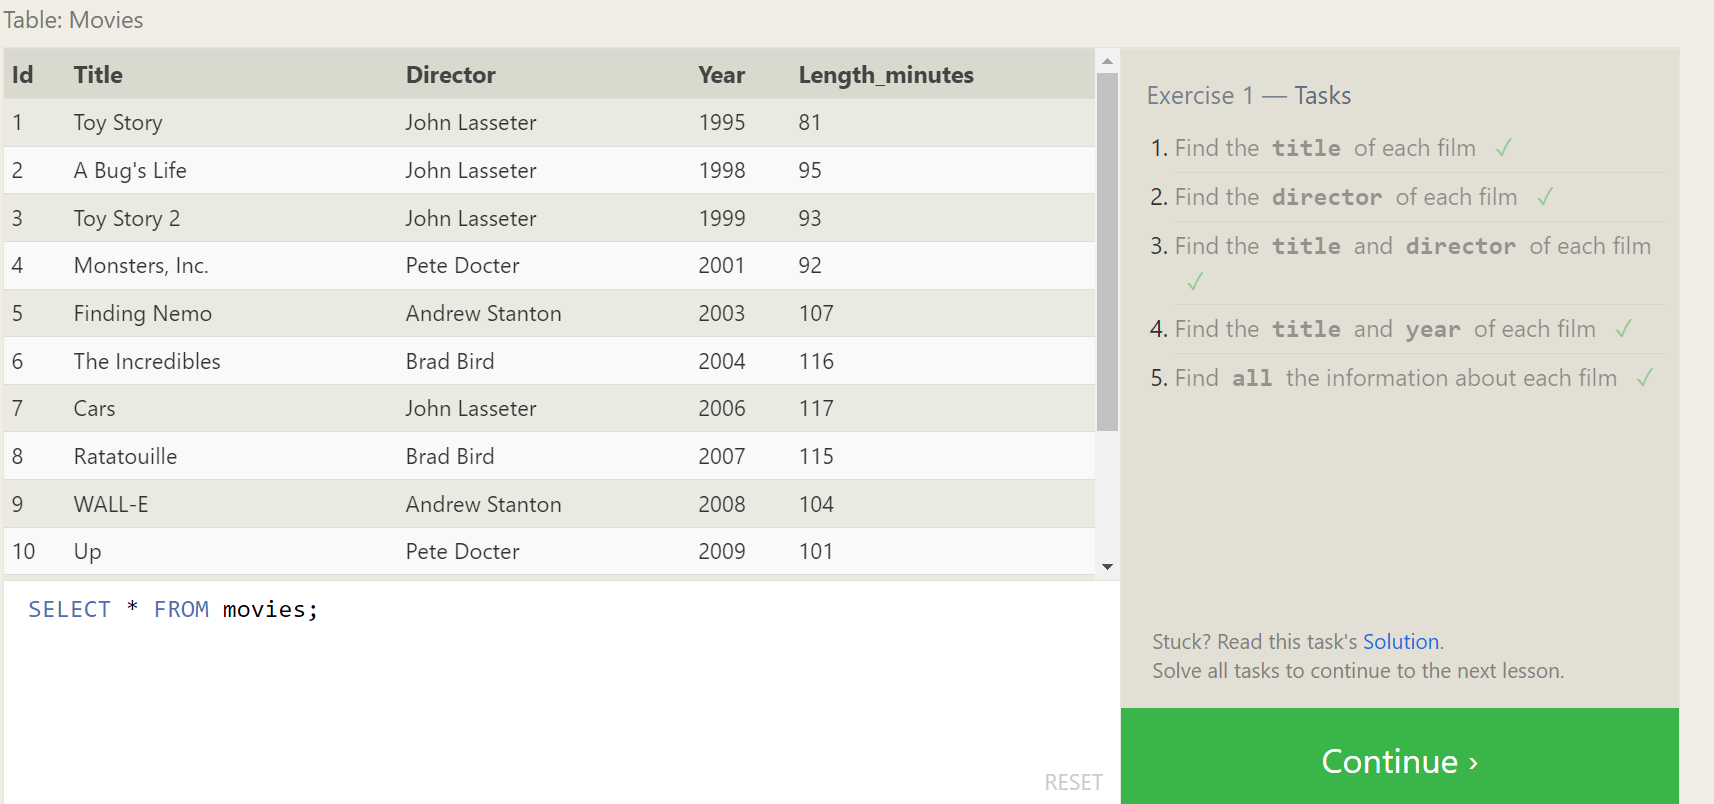 Table: Movies
Id Title Director Year Length_minutes
1 Toy Story John Lasseter 1995 81
2 A Bug's Life John Lasseter 1998 95
3 Toy Story 2 John Lasseter 1999 93
4 Monsters, Inc. Pete Docter 2001 92
5 Finding Nemo Andrew Stanton 2003 107
6 The Incredibles Brad Bird 2004 116
7 Cars John Lasseter 2006 117
8 Ratatouille Brad Bird 2007 115
9 WALL-E Andrew Stanton 2008 104
10 Up Pete Docter 2009 101
SELECT * FROM movies;
RESET
Exercise 1 — Tasks
1. Find the title of each film ✓
2. Find the director of each film ✓
3. Find the title and director of each film
✓
4. Find the title and year of each film ✓
5. Find all the information about each film ✓
Stuck? Read this task's Solution.
Solve all tasks to continue to the next lesson.
Continue ›